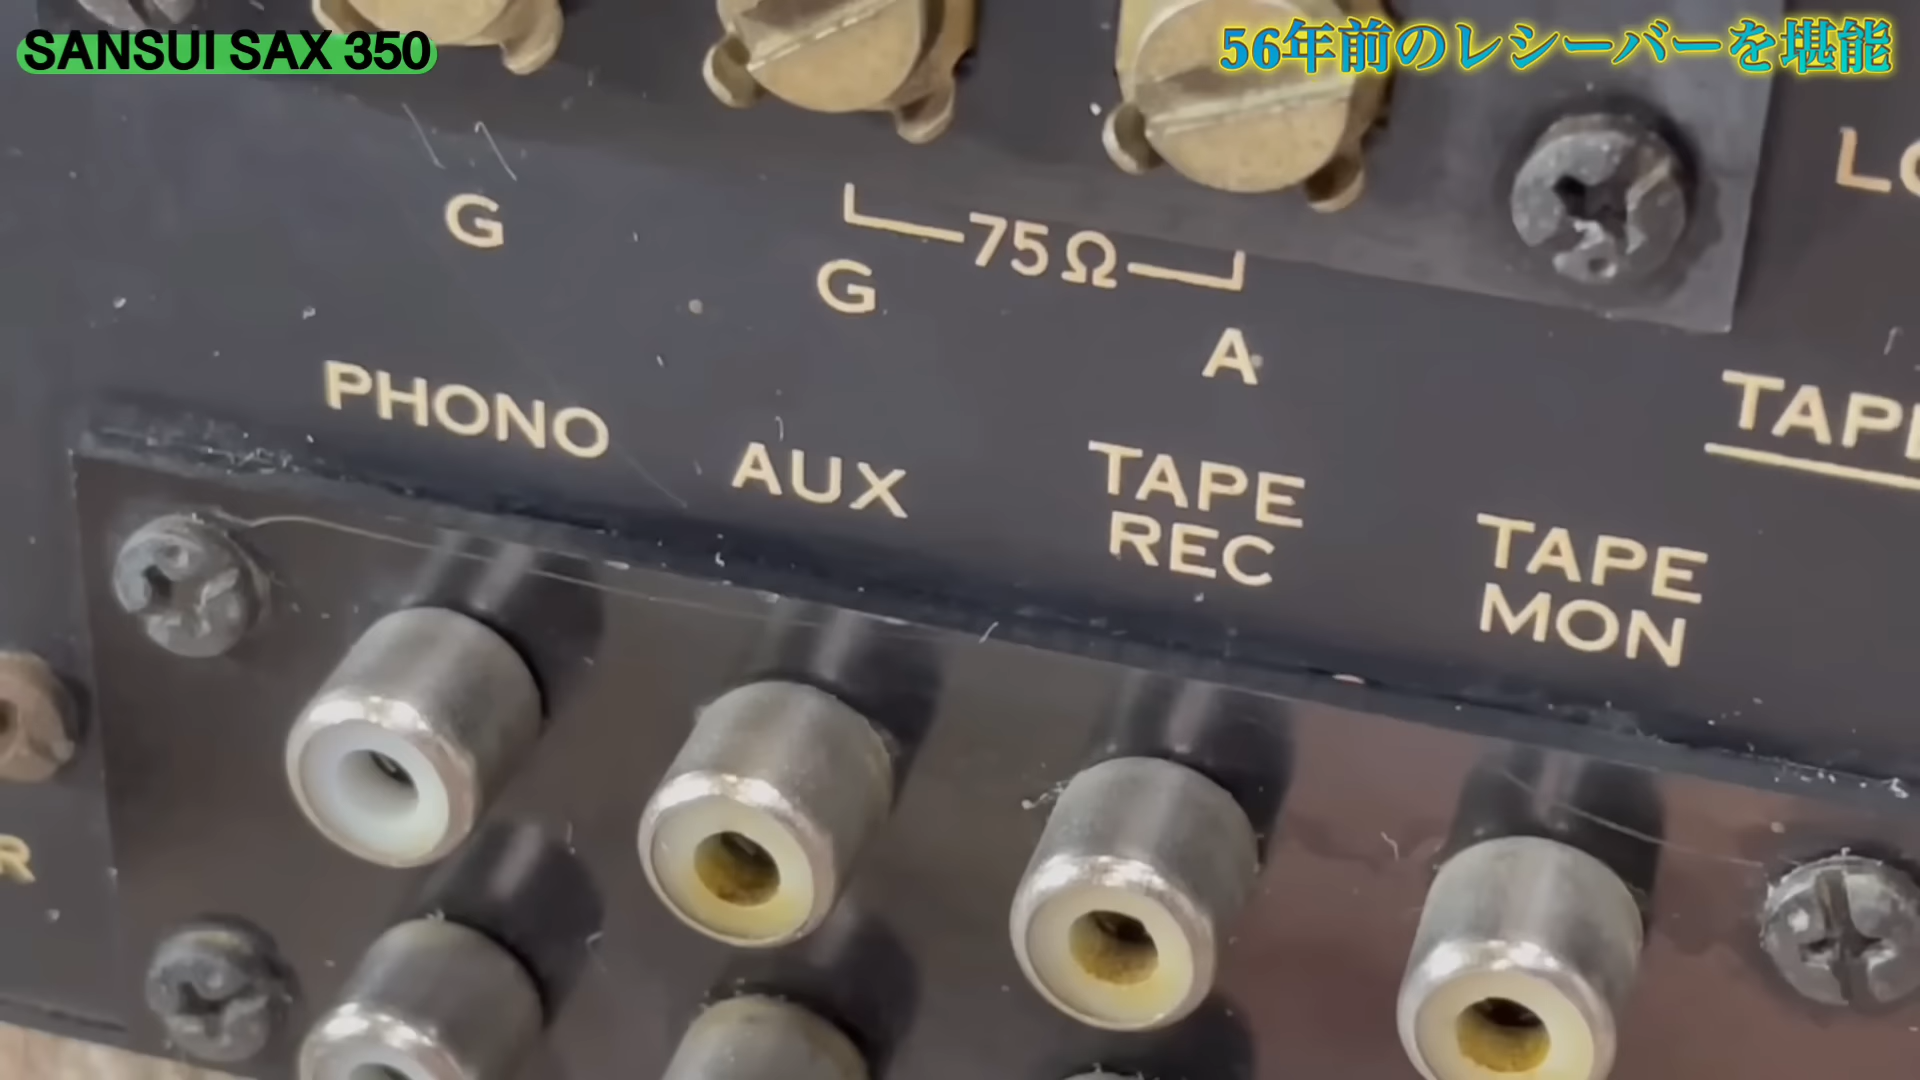 SANSUI SAX 350
56年前のレシーバーを堪能
G
75Ω
G
A
PHONO
AUX
TAPE
REC
TAPE
MON